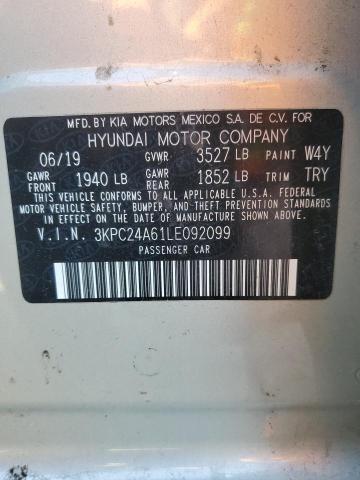 MFD.BY KIA MOTORS MEXICO S.A. DE C.V. FOR
HYUNDAI MOTOR COMPANY
06/19 GVWR 3527 LB PAINT W4Y
GAWR FRONT 1940 LB GAWR REAR 1852 LB TRIM TRY
THIS VEHICLE CONFORMS TO ALL APPLICABLE U.S.A. FEDERAL
MOTOR VEHICLE SAFETY, BUMPER, AND THEFT PREVENTION
STANDARDS IN EFFECT ON THE DATE OF MANUFACTURE SHOWN ABOVE.
V.I.N. 3KPC24A61LE092099
PASSENGER CAR